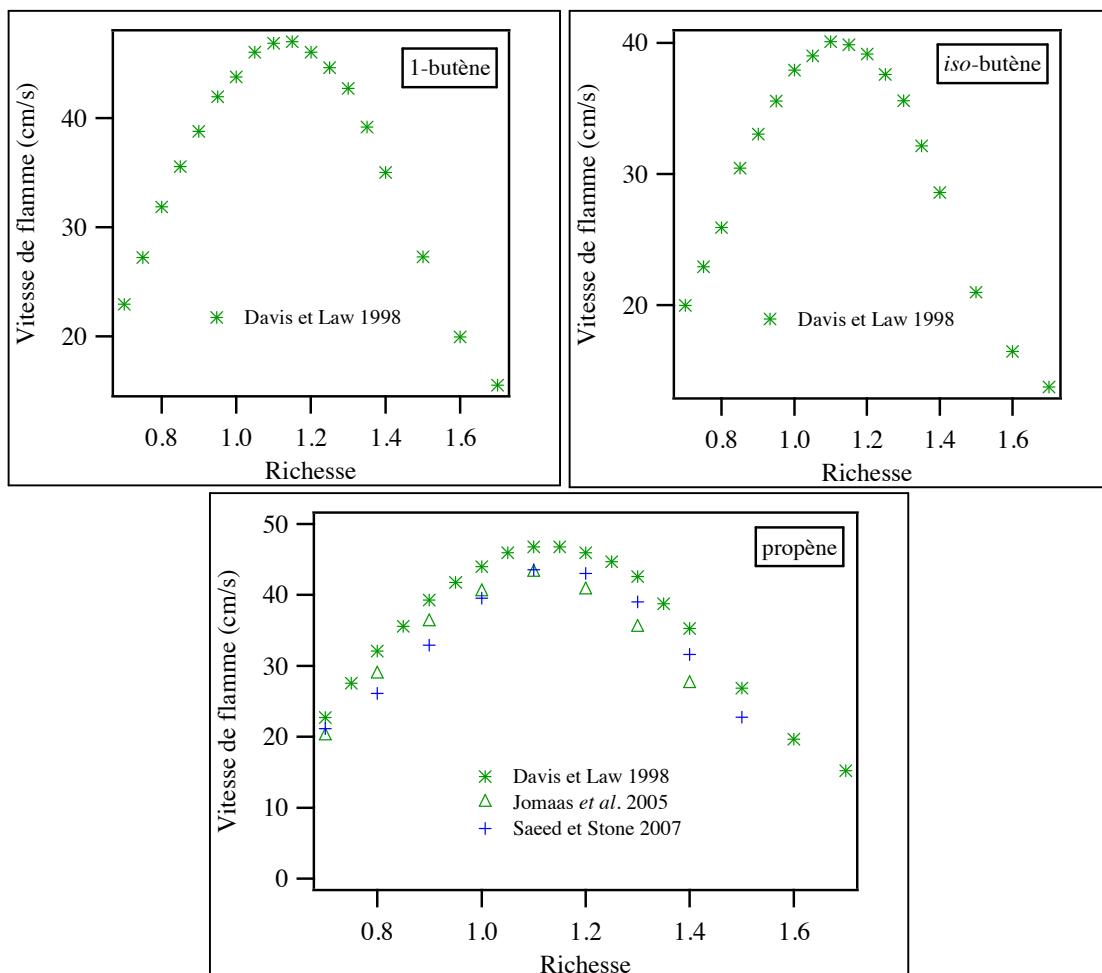 1-butène
Vitesse de flamme (cm/s)
40
30
20
Davis et Law 1998
0.8 1.0 1.2 1.4 1.6
Richesse
iso-butène
Vitesse de flamme (cm/s)
40
30
20
Davis et Law 1998
0.8 1.0 1.2 1.4 1.6
Richesse
propène
Vitesse de flamme (cm/s)
50
40
30
20
10
0
Davis et Law 1998
Jomaas et al. 2005
Saeed et Stone 2007
0.8 1.0 1.2 1.4 1.6
Richesse